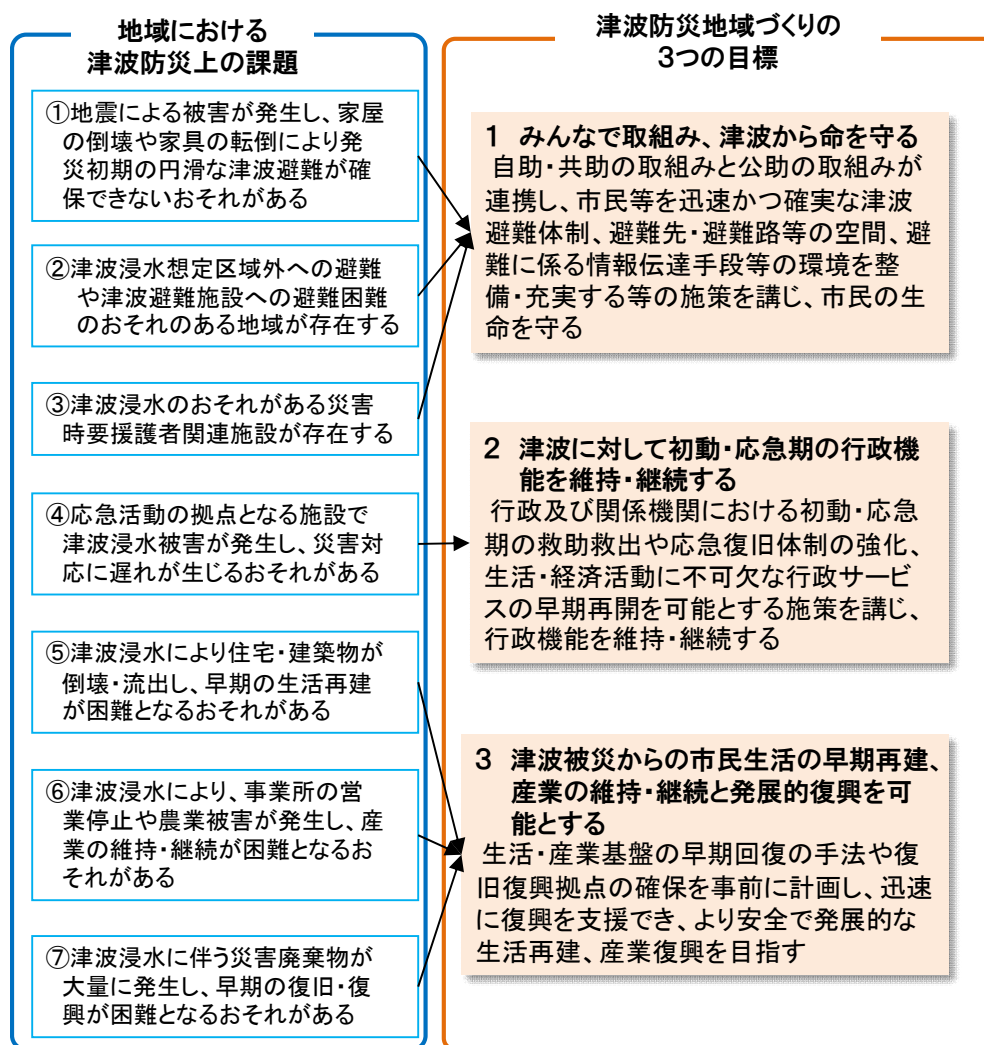 地域における
津波防災上の課題
①地震による被害が発生し、家屋
の倒壊や家具の転倒により発
災初期の円滑な津波避難が確
保できないおそれがある
②津波浸水想定区域外への避難
や津波避難施設への避難困難
のおそれのある地域が存在する
③津波浸水のおそれがある災害
時要援護者関連施設が存在する
④応急活動の拠点となる施設で
津波浸水被害が発生し、災害対
応に遅れが生じるおそれがある
⑤津波浸水により住宅・建築物が
倒壊・流出し、早期の生活再建
が困難となるおそれがある
⑥津波浸水により、事業所の営
業停止や農業被害が発生し、産
業の維持・継続が困難となるお
それがある
⑦津波浸水に伴う災害廃棄物が
大量に発生し、早期の復旧・復
興が困難となるおそれがある
津波防災地域づくりの
3つの目標
1 みんなで取組み、津波から命を守る
自助・共助の取組みと公助の取組みが
連携し、市民等を迅速かつ確実な津波
避難体制、避難先・避難路等の空間、避
難に係る情報伝達手段等の環境を整
備・充実する等の施策を講じ、市民の生
命を守る
2 津波に対して初動・応急期の行政機
能を維持・継続する
行政及び関係機関における初動・応急
期の救助救出や応急復旧体制の強化、
生活・経済活動に不可欠な行政サービ
スの早期再開を可能とする施策を講じ、
行政機能を維持・継続する
3 津波被災からの市民生活の早期再建、
産業の維持・継続と発展的復興を可
能とする
生活・産業基盤の早期回復の手法や復
旧復興拠点の確保を事前に計画し、迅速
に復興を支援でき、より安全で発展的な
生活再建、産業復興を目指す